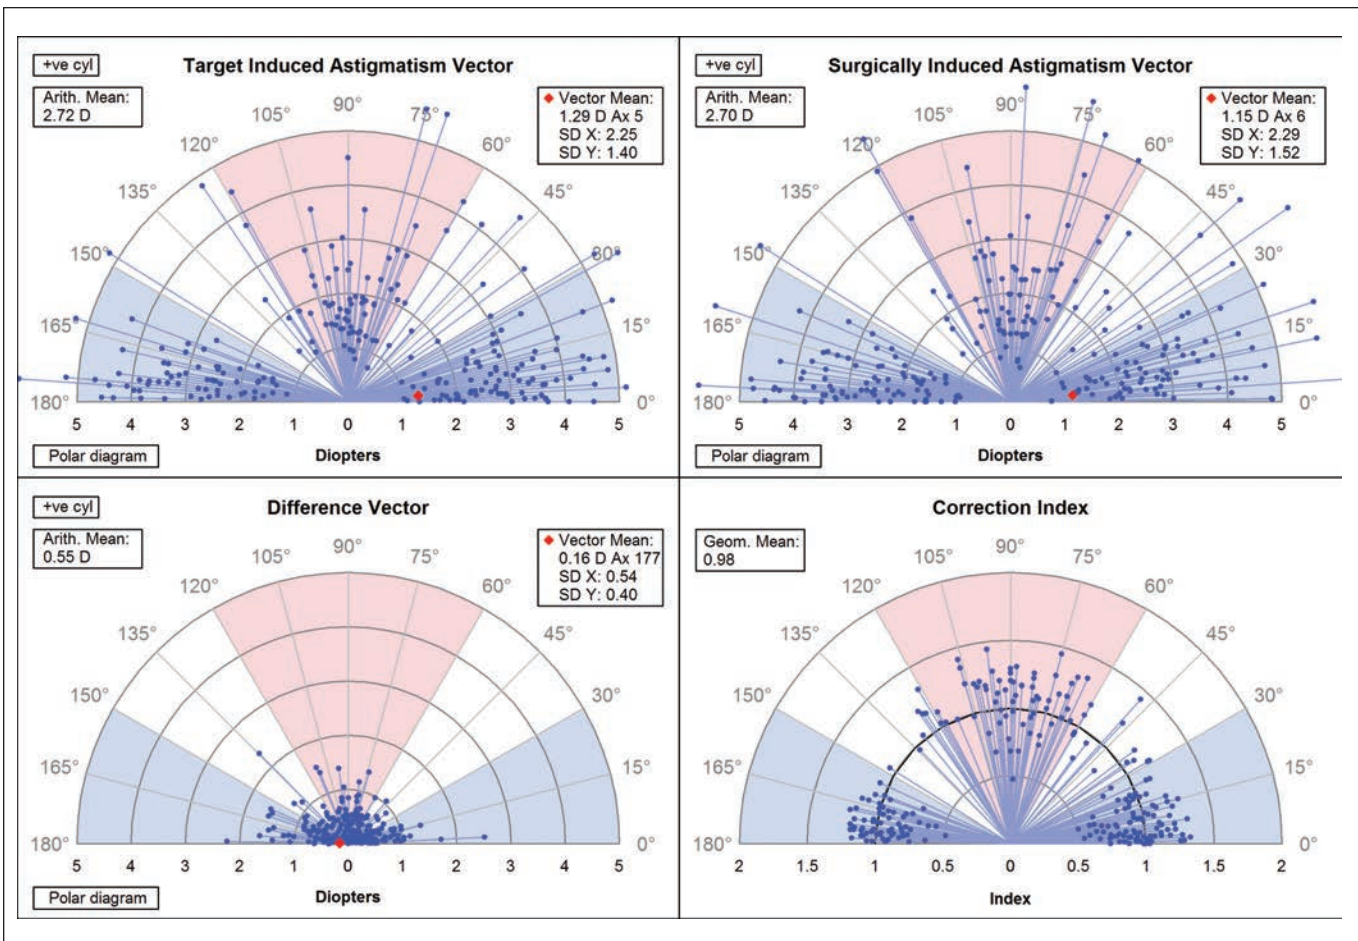 +ve cyl
Target Induced Astigmatism Vector
Arith. Mean:
2.72 D
Vector Mean:
1.29 D Ax 5
SD X: 2.25
SD Y: 1.40
90°
105°
75°
120°
60°
135°
45°
150°
30°
165°
15°
180°
0°
5 4 3 2 1 0 1 2 3 4 5
Polar diagram
Diopters
+ve cyl
Surgically Induced Astigmatism Vector
Arith. Mean:
2.70 D
Vector Mean:
1.15 D Ax 6
SD X: 2.29
SD Y: 1.52
90°
105°
75°
120°
60°
135°
45°
150°
30°
165°
15°
180°
0°
5 4 3 2 1 0 1 2 3 4 5
Polar diagram
Diopters
+ve cyl
Difference Vector
Arith. Mean:
0.55 D
Vector Mean:
0.16 D Ax 177
SD X: 0.54
SD Y: 0.40
90°
105°
75°
120°
60°
135°
45°
150°
30°
165°
15°
180°
0°
5 4 3 2 1 0 1 2 3 4 5
Polar diagram
Diopters
Correction Index
Geom. Mean:
0.98
90°
105°
75°
120°
60°
135°
45°
150°
30°
165°
15°
180°
0°
2 1.5 1 0.5 0 0.5 1 1.5 2
Index